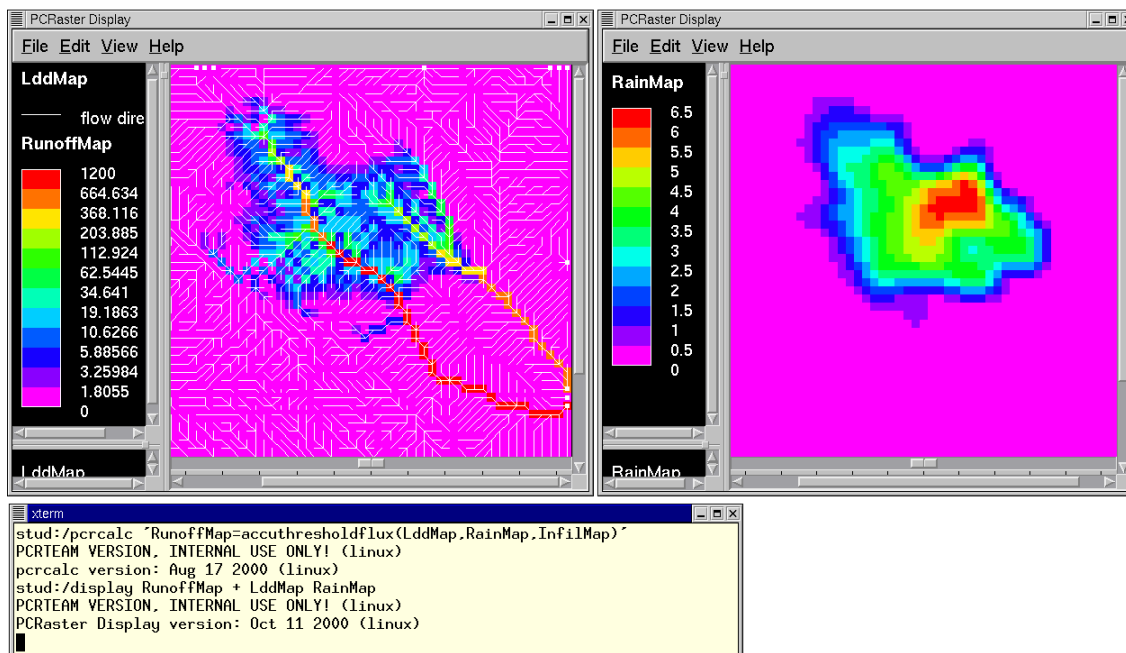 PCRaster Display
File Edit View Help
LddMap
flow dire
RunoffMap
1200
664.634
368.116
203.885
112.924
62.5445
34.641
19.1863
10.6266
5.88566
3.25984
1.8055
0
LddMap
PCRaster Display
File Edit View Help
RainMap
6.5
6
5.5
5
4.5
4
3.5
3
2.5
2
1.5
1
0.5
0
RainMap
xterm
stud:/pcrcalc ´RunoffMap=accuthresholdflux(LddMap,RainMap,InfilMap)´
PCRTEAM VERSION, INTERNAL USE ONLY! (linux)
pcrcalc version: Aug 17 2000 (linux)
stud:/display RunoffMap + LddMap RainMap
PCRTEAM VERSION, INTERNAL USE ONLY! (linux)
PCRaster Display version: Oct 11 2000 (linux)